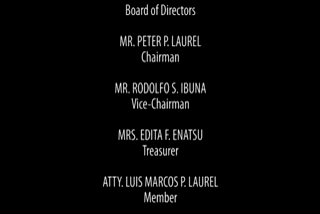 Board of Directors
MR. PETER P. LAUREL
Chairman
MR. RODOLFO S. IBUNA
Vice-Chairman
MRS. EDITA F. ENATSU
Treasurer
ATTY. LUIS MARCOS P. LAUREL
Member